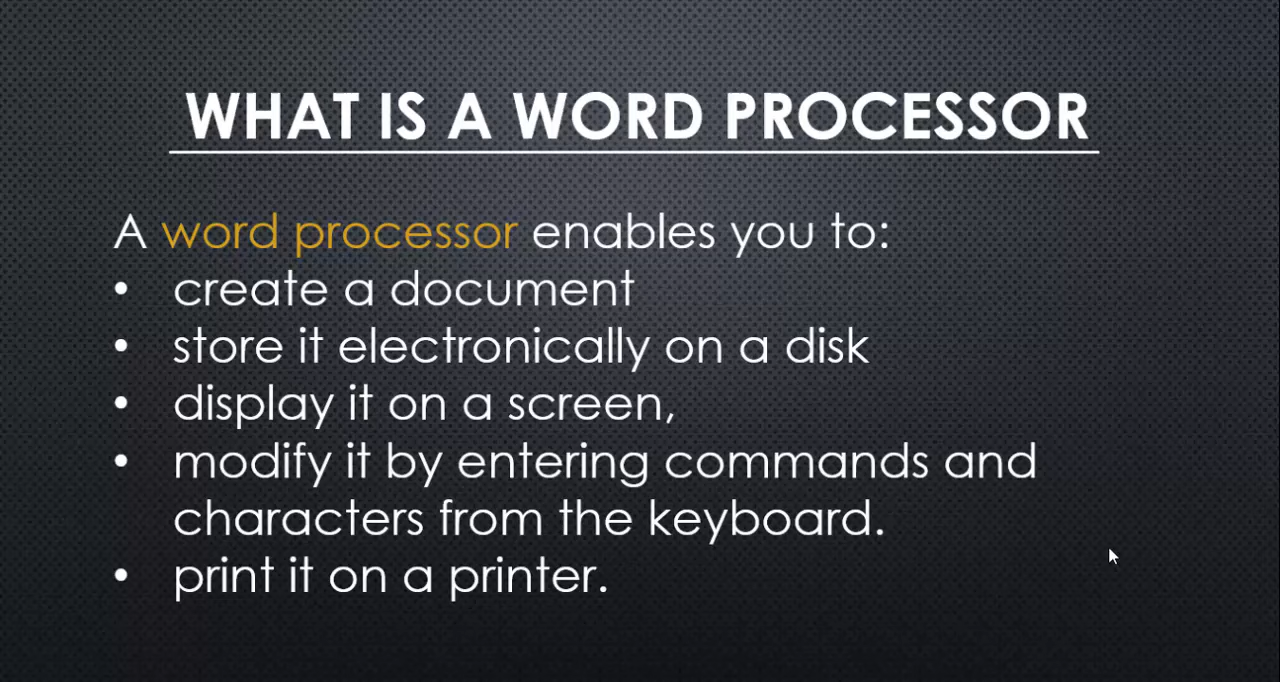 WHAT IS A WORD PROCESSOR
A word processor enables you to:
• create a document
• store it electronically on a disk
• display it on a screen,
• modify it by entering commands and
characters from the keyboard.
• print it on a printer.